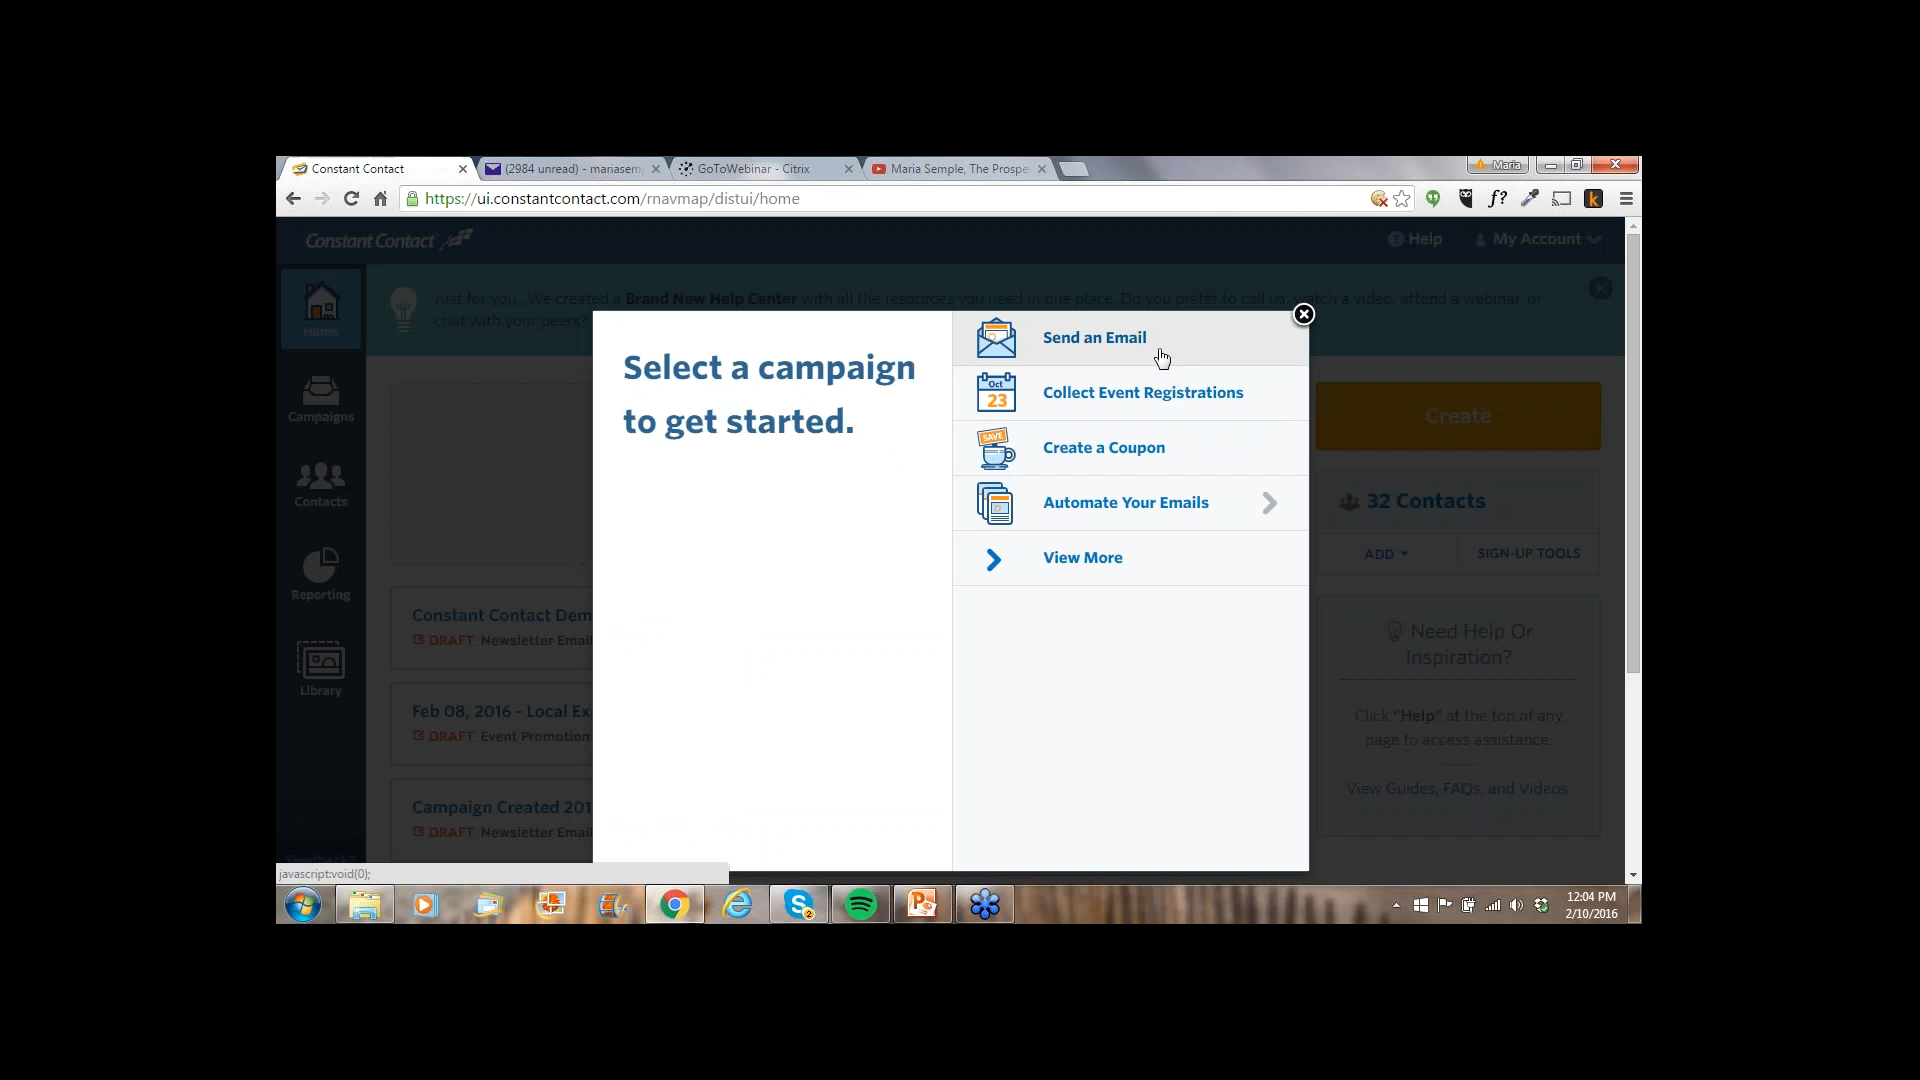 Constant Contact
(2984 unread) - mariasem
GoToWebinar - Citrix
Maria Semple, The Prospe
Maria
https://ui.constantcontact.com/rnavmap/distui/home
f?
k
Constant Contact
Help
My Account
Just for you...We created a Brand New Help Center with all the resources you need in one place. Do you prefer to call us, watch a video, attend a webinar, or
chat with your peers?
Home
Campaigns
Contacts
Reporting
Library
Select a campaign
to get started.
Send an Email
Oct
23
Collect Event Registrations
SAVE
Create a Coupon
Automate Your Emails
View More
Create
32 Contacts
ADD
SIGN-UP TOOLS
Need Help Or
Inspiration?
Click "Help" at the top of any
page to access assistance.
View Guides, FAQs, and Videos
Constant Contact Dem
DRAFT Newsletter Email
Feb 08, 2016 - Local Ex
DRAFT Event Promotion
Campaign Created 201
DRAFT Newsletter Email
Feedback?
javascript:void(0);
2
12:04 PM
2/10/2016